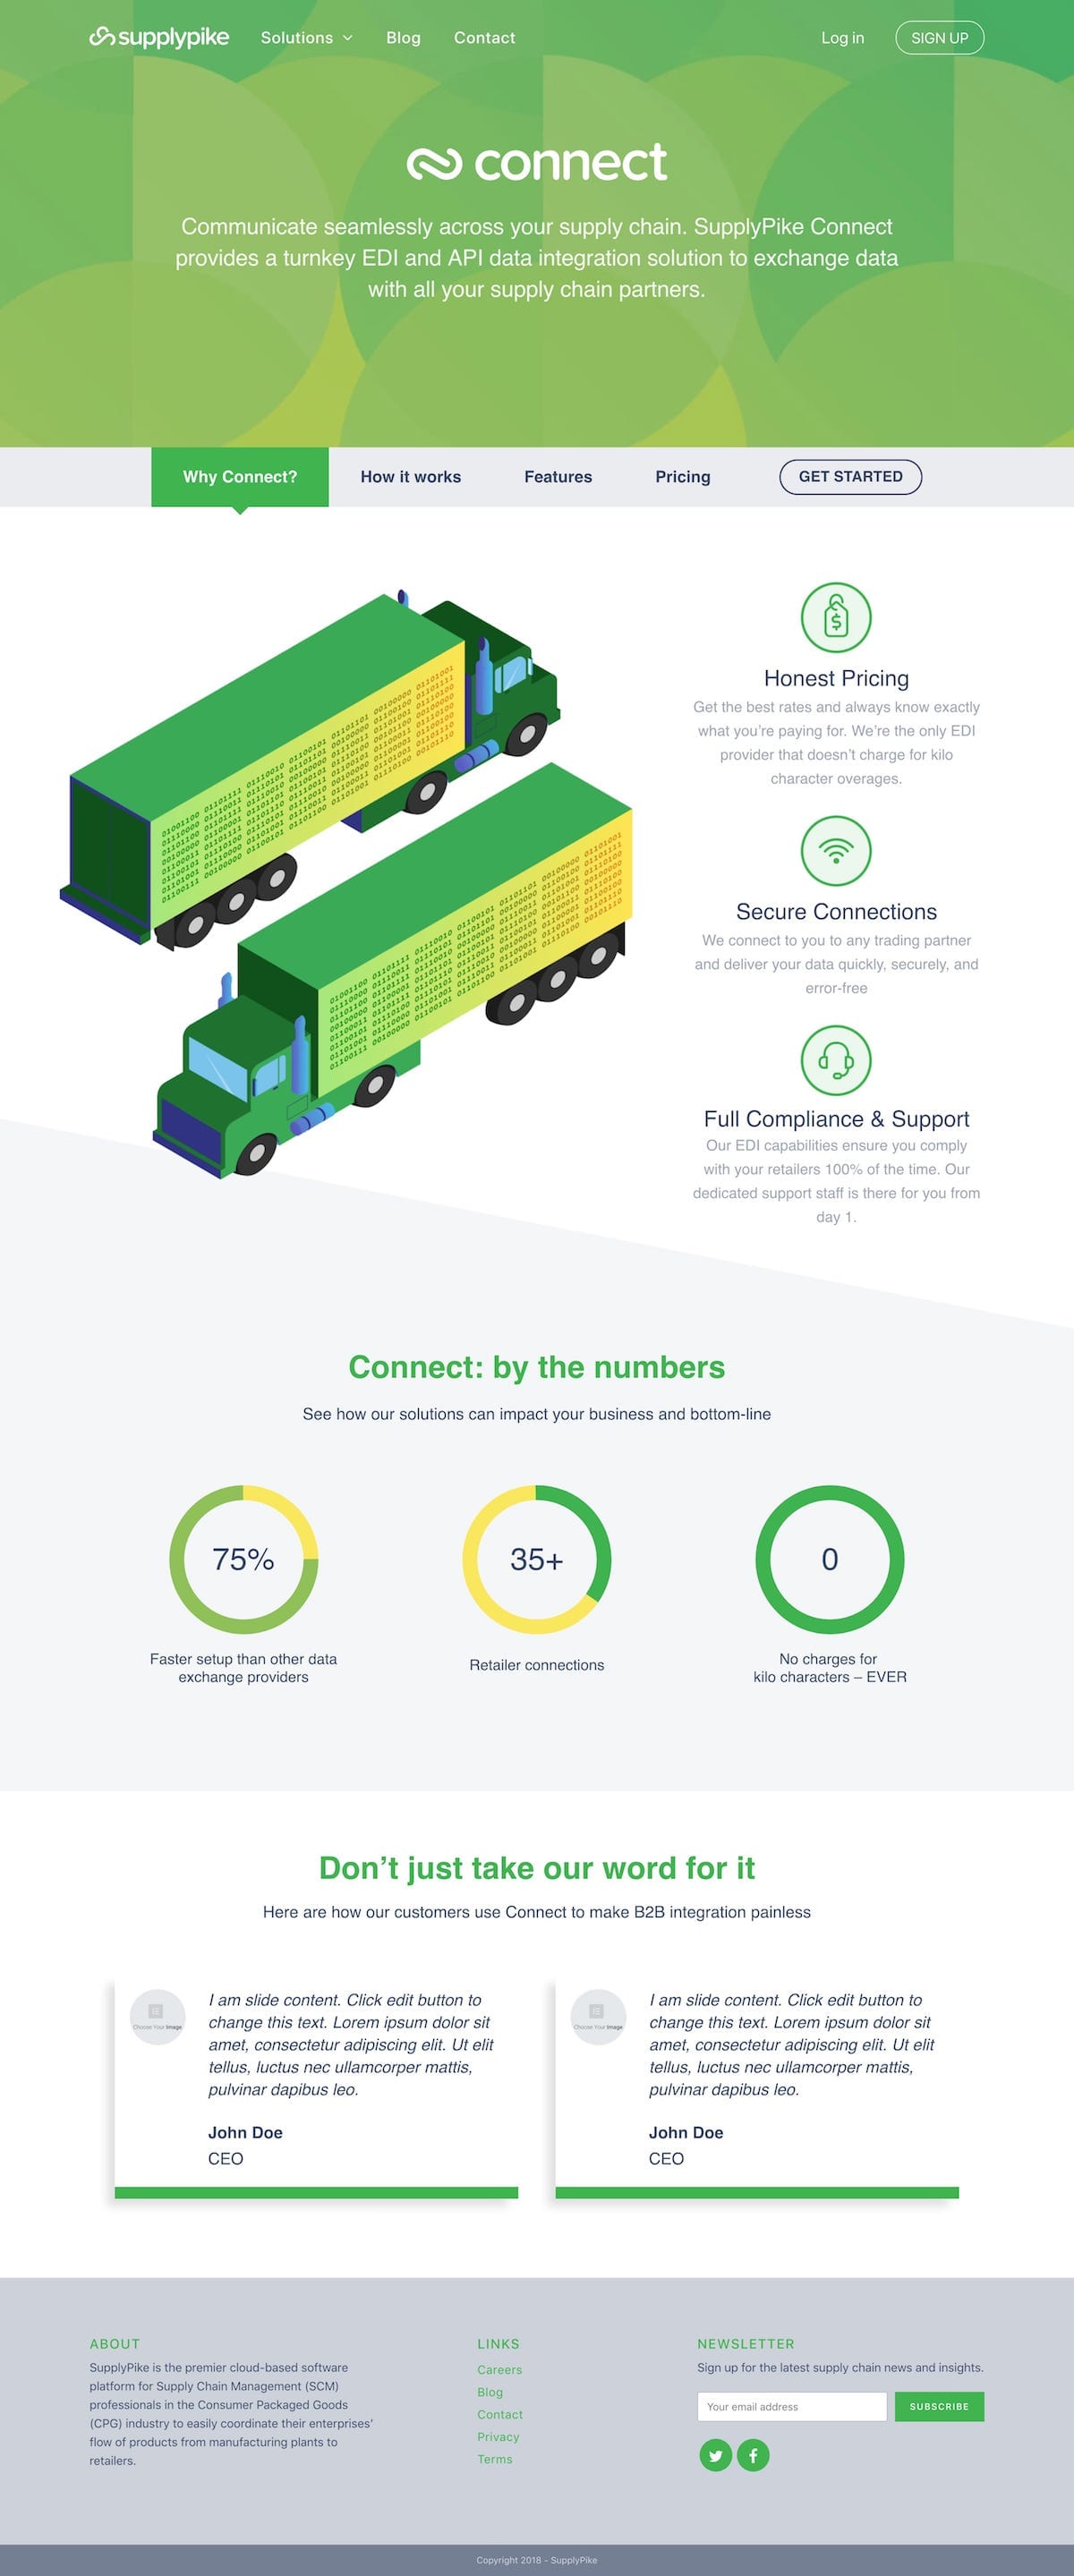 supplypike
Solutions
Blog
Contact
Log in
SIGN UP
connect
Communicate seamlessly across your supply chain. SupplyPike Connect
provides a turnkey EDI and API data integration solution to exchange data
with all your supply chain partners.
Why Connect?
How it works
Features
Pricing
GET STARTED
Honest Pricing
Get the best rates and always know exactly
what you’re paying for. We’re the only EDI
provider that doesn’t charge for kilo
character overages.
Secure Connections
We connect to you to any trading partner
and deliver your data quickly, securely, and
error-free
Full Compliance & Support
Our EDI capabilities ensure you comply
with your retailers 100% of the time. Our
dedicated support staff is there for you from
day 1.
Connect: by the numbers
See how our solutions can impact your business and bottom-line
75%
Faster setup than other data
exchange providers
35+
Retailer connections
0
No charges for
kilo characters – EVER
Don’t just take our word for it
Here are how our customers use Connect to make B2B integration painless
Choose Your Image
I am slide content. Click edit button to
change this text. Lorem ipsum dolor sit
amet, consectetur adipiscing elit. Ut elit
tellus, luctus nec ullamcorper mattis,
pulvinar dapibus leo.
John Doe
CEO
Choose Your Image
I am slide content. Click edit button to
change this text. Lorem ipsum dolor sit
amet, consectetur adipiscing elit. Ut elit
tellus, luctus nec ullamcorper mattis,
pulvinar dapibus leo.
John Doe
CEO
ABOUT
SupplyPike is the premier cloud-based software
platform for Supply Chain Management (SCM)
professionals in the Consumer Packaged Goods
(CPG) industry to easily coordinate their enterprises’
flow of products from manufacturing plants to
retailers.
LINKS
Careers
Blog
Contact
Privacy
Terms
NEWSLETTER
Sign up for the latest supply chain news and insights.
Your email address
SUBSCRIBE
Copyright 2018 - SupplyPike